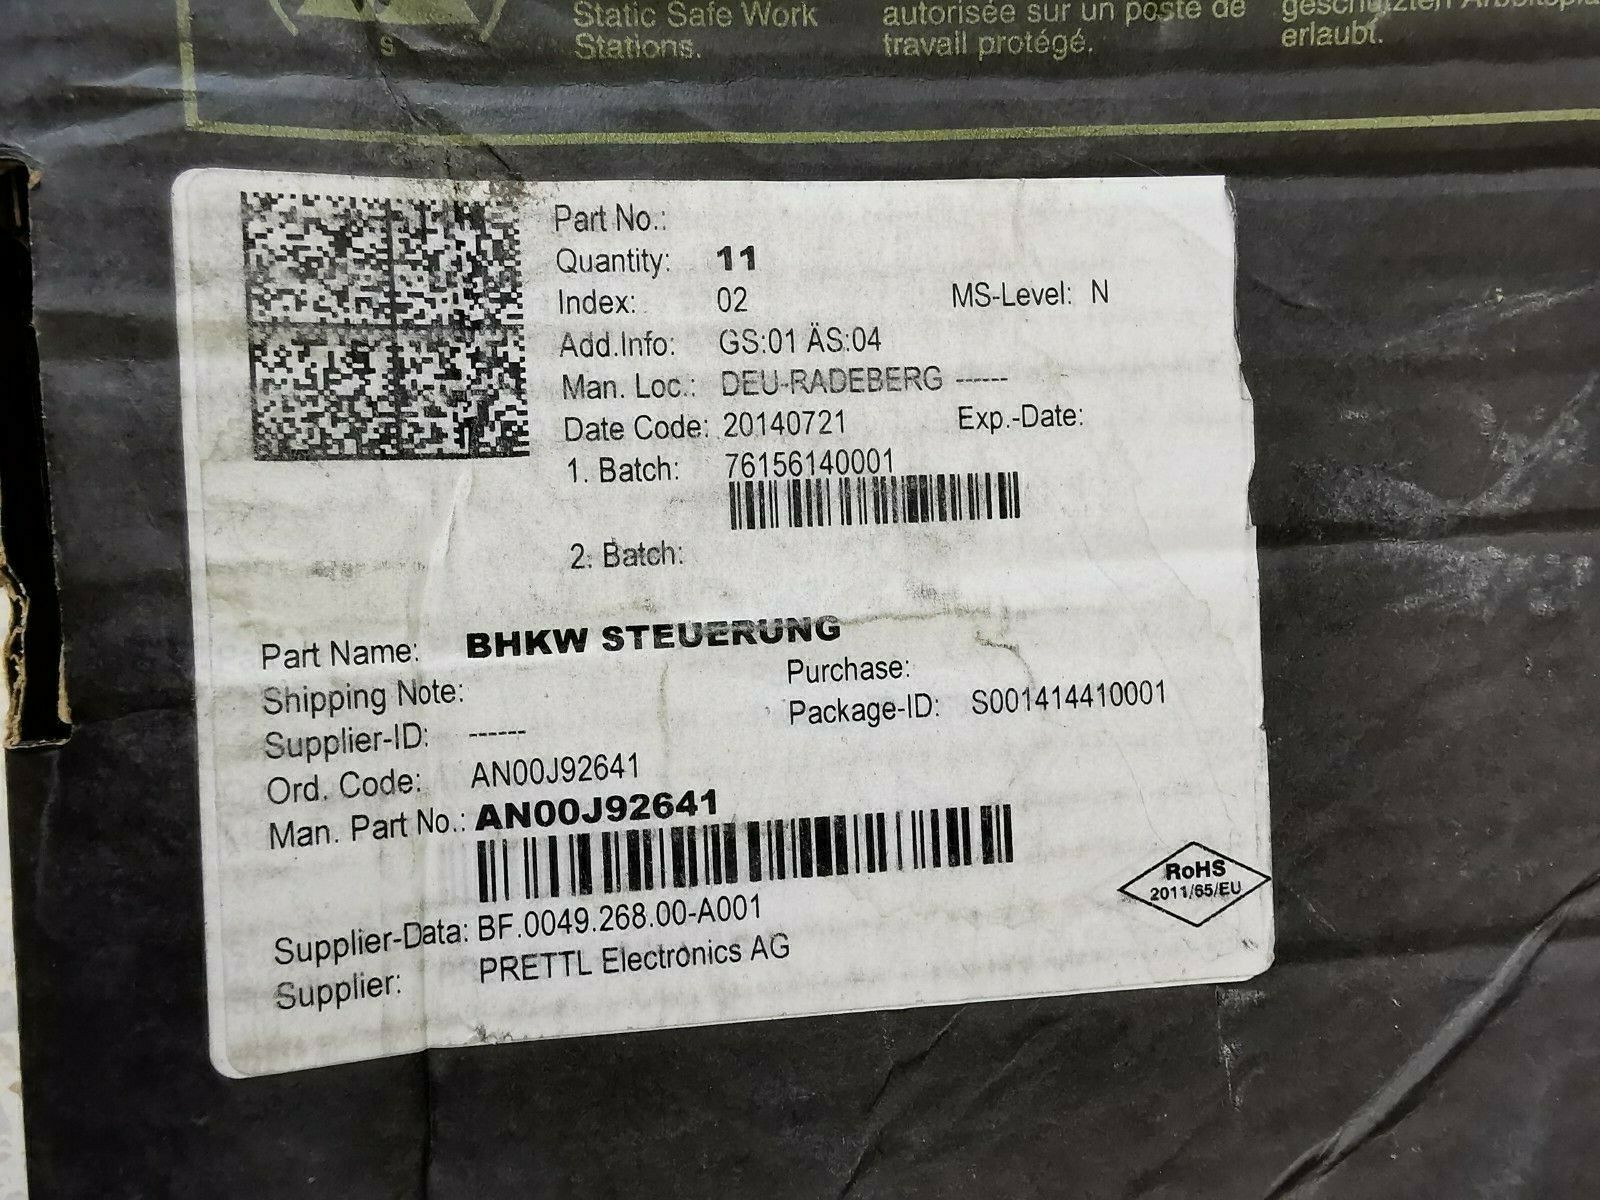 Static Safe Work
Stations.
autorisée sur un poste de
travail protégé.
erlaubt.
S
Part No.:
Quantity: 11
Index: 02 MS-Level: N
Add.Info: GS:01 ÄS:04
Man. Loc.: DEU-RADEBERG ------
Date Code: 20140721 Exp.-Date:
1. Batch: 76156140001
2. Batch:
Part Name: BHKW STEUERUNG
Shipping Note: Purchase:
Supplier-ID: ------ Package-ID: S001414410001
Ord. Code: AN00J92641
Man. Part No.: AN00J92641
Supplier-Data: BF.0049.268.00-A001
Supplier: PRETTL Electronics AG
RoHS
2011/65/EU